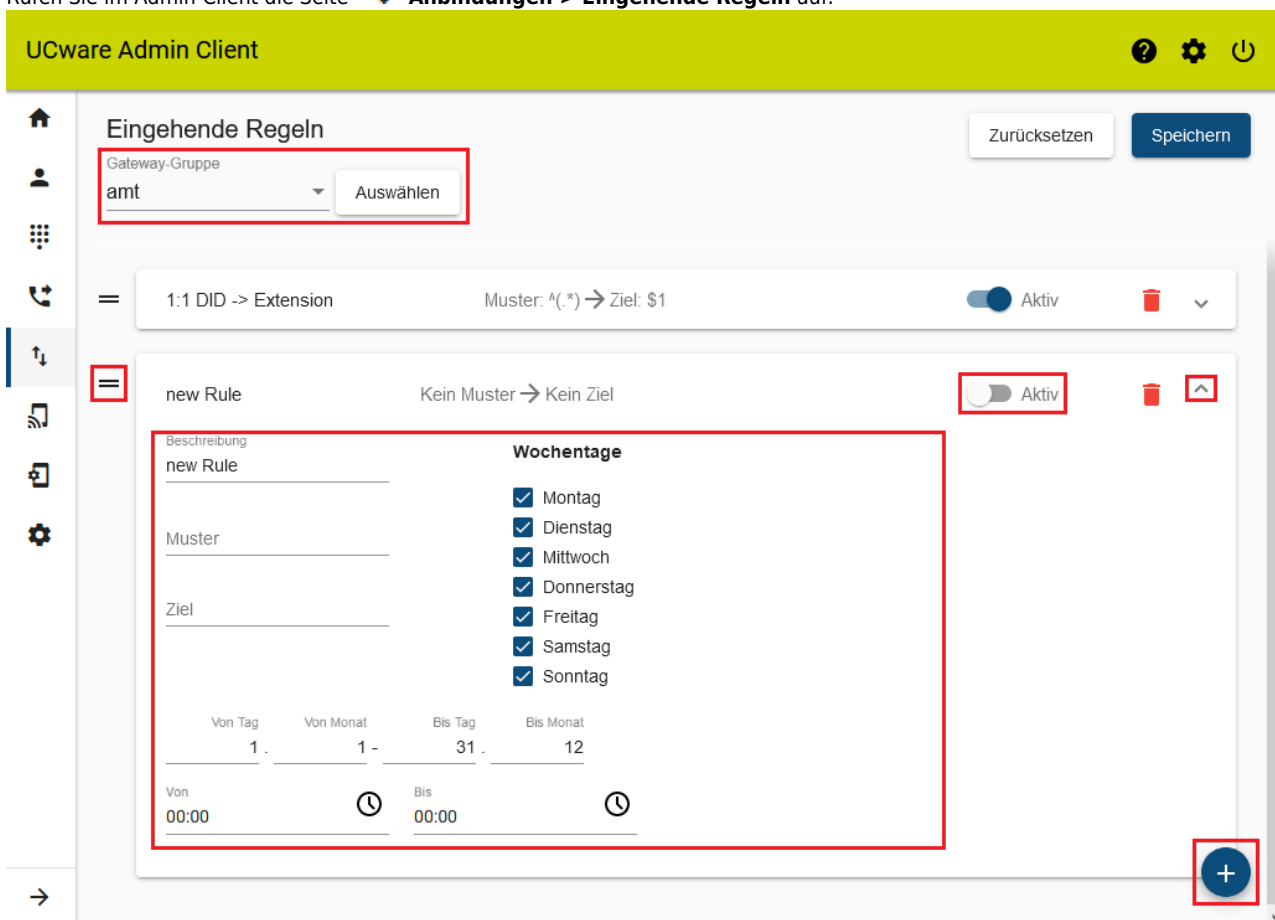 Rufen Sie im Admin Client die Seite Anbindungen > Eingehende Regeln auf.
UCware Admin Client
Eingehende Regeln
Zurücksetzen
Speichern
Gateway-Gruppe
amt
Auswählen
1:1 DID -> Extension
Muster: ^(.*) → Ziel: $1
Aktiv
new Rule
Kein Muster → Kein Ziel
Aktiv
Beschreibung
new Rule
Muster
Ziel
Wochentage
Montag
Dienstag
Mittwoch
Donnerstag
Freitag
Samstag
Sonntag
Von Tag Von Monat Bis Tag Bis Monat
1 . 1 - 31 . 12
Von Bis
00:00 00:00